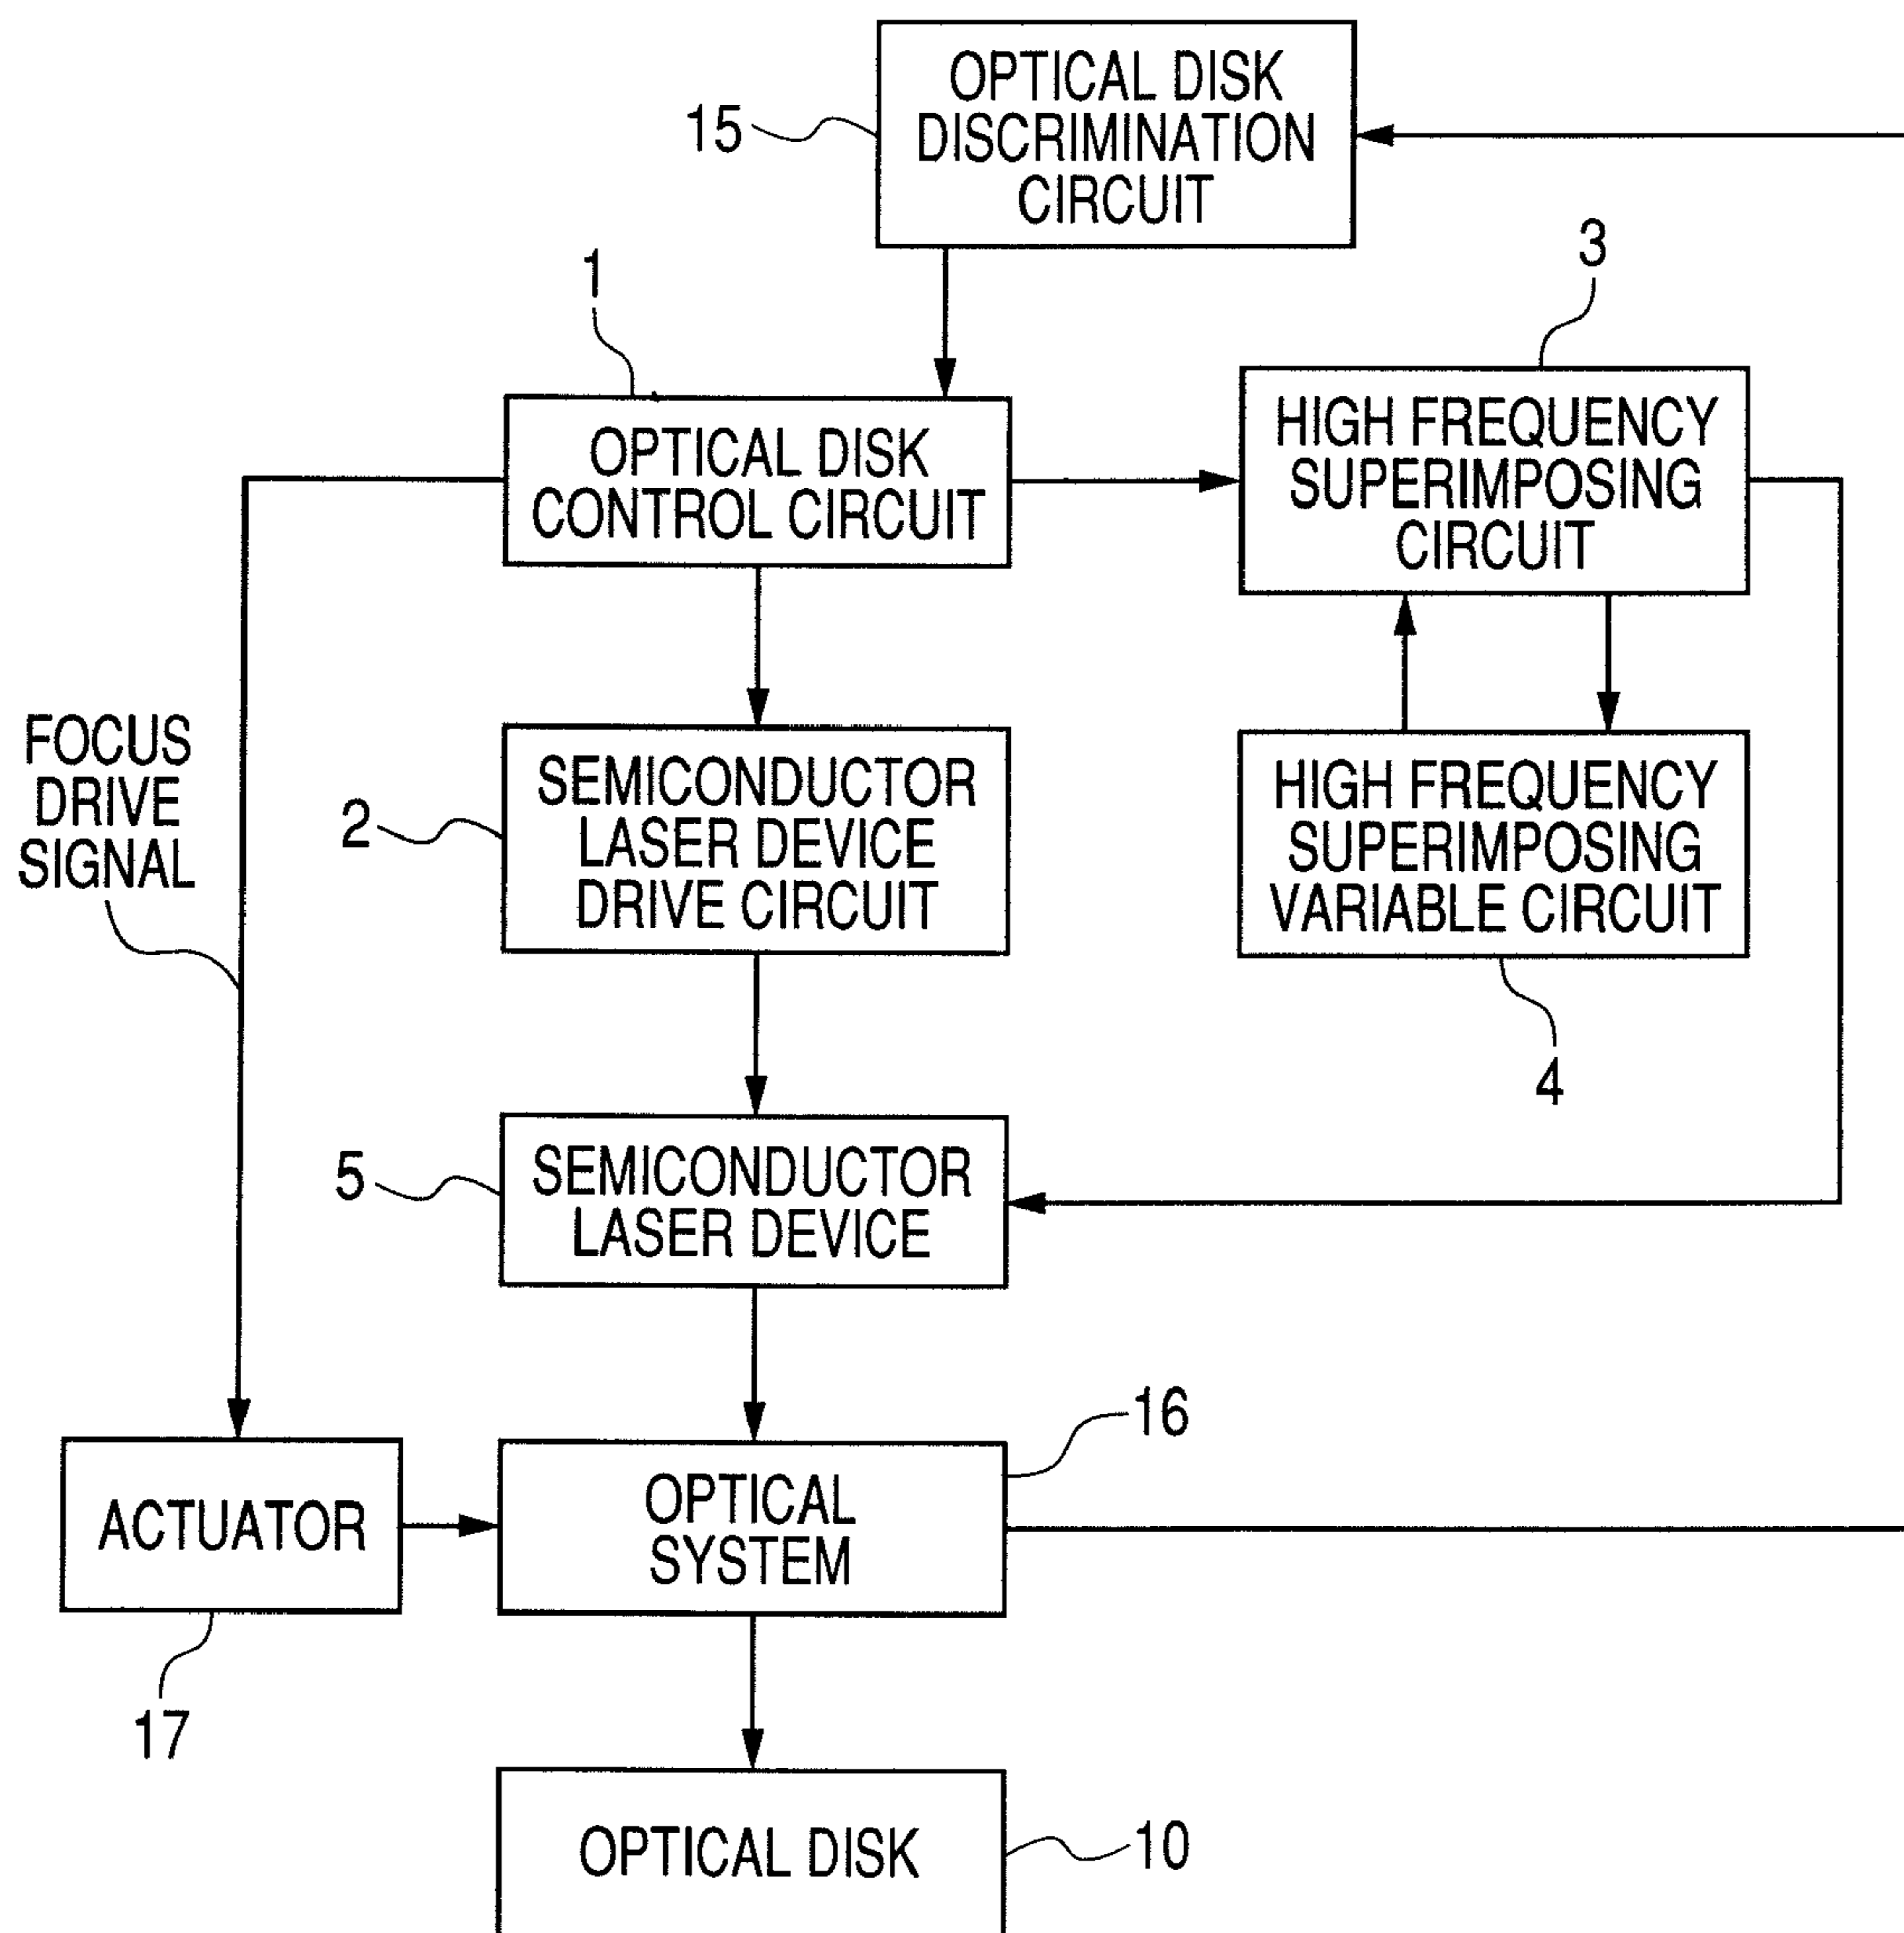 OPTICAL DISK
DISCRIMINATION
CIRCUIT
15
1
3
OPTICAL DISK
CONTROL CIRCUIT
HIGH FREQUENCY
SUPERIMPOSING
CIRCUIT
FOCUS
DRIVE
SIGNAL
2
SEMICONDUCTOR
LASER DEVICE
DRIVE CIRCUIT
HIGH FREQUENCY
SUPERIMPOSING
VARIABLE CIRCUIT
4
5
SEMICONDUCTOR
LASER DEVICE
16
ACTUATOR
OPTICAL
SYSTEM
17
OPTICAL DISK
10